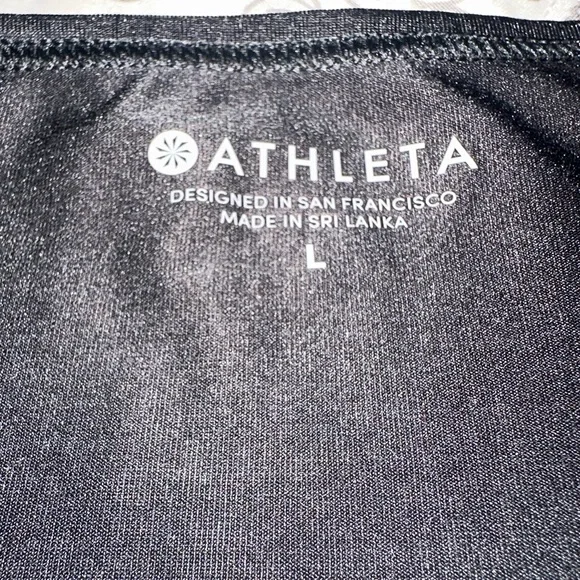 ATHLETA
DESIGNED IN SAN FRANCISCO
MADE IN SRI LANKA
L